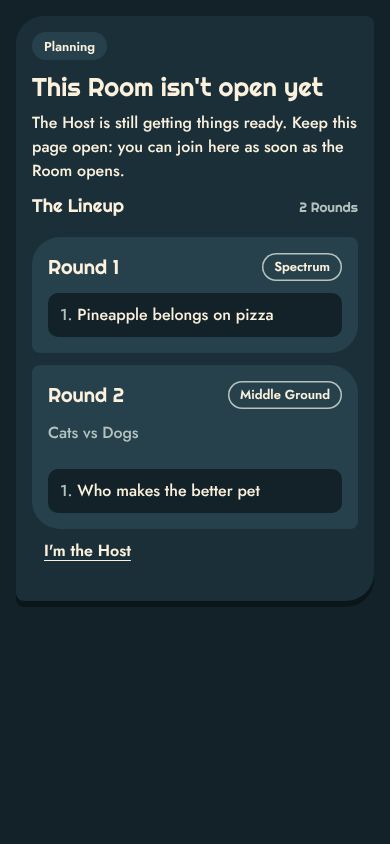 Planning
This Room isn't open yet
The Host is still getting things ready. Keep this
page open: you can join here as soon as the
Room opens.
The Lineup
2 Rounds
Round 1
Spectrum
1. Pineapple belongs on pizza
Round 2
Middle Ground
Cats vs Dogs
1. Who makes the better pet
I'm the Host